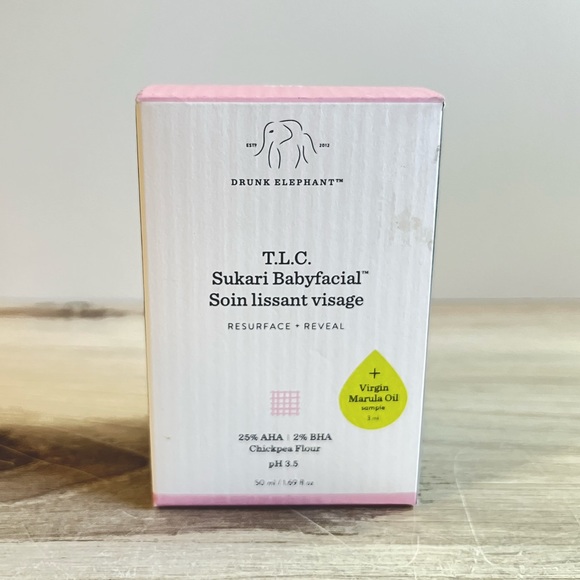 ESTD 2012
DRUNK ELEPHANT™
T.L.C.
Sukari Babyfacial™
Soin lissant visage
RESURFACE + REVEAL
+
Virgin
Marula Oil
sample
25% AHA | 2% BHA
Chickpea Flour
pH 3.5
50 ml / 1.69 fl oz